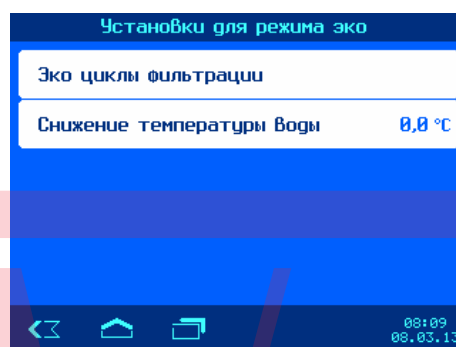 Установки для режима эко
Эко циклы фильтрации
Снижение температуры воды 0,0 °C
08:09
08.03.13